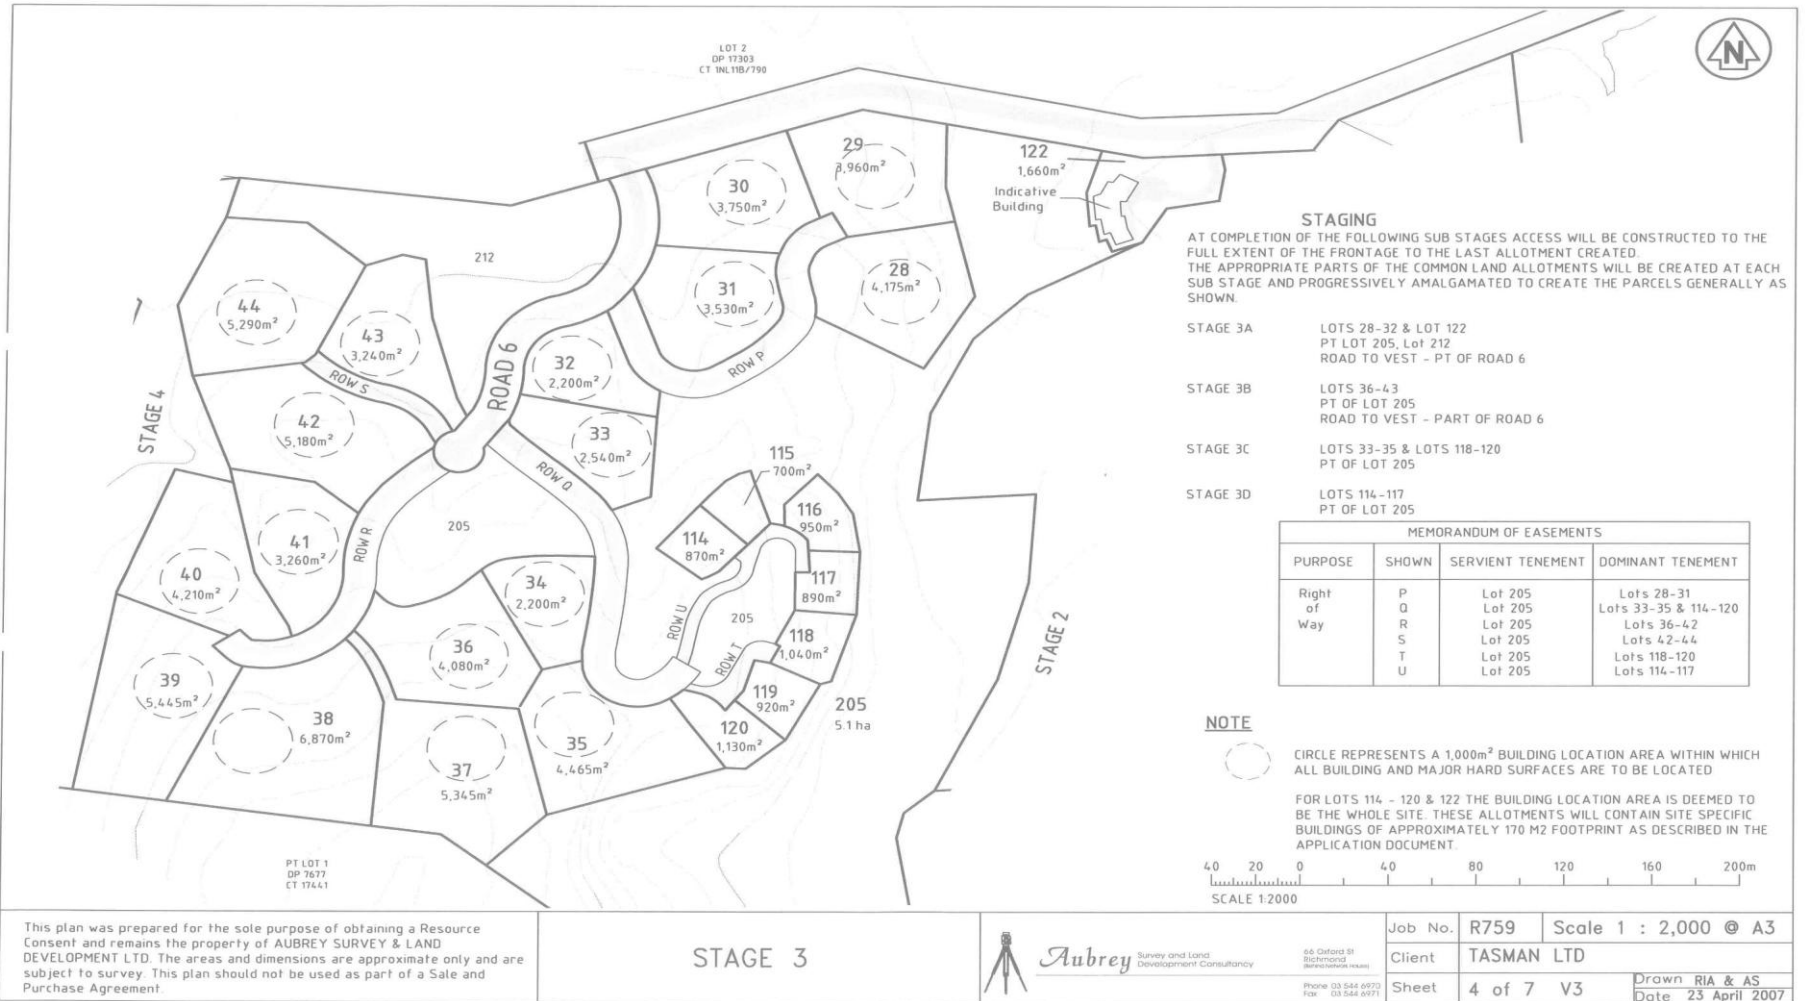 LOT 2
DP 17303
CT 1NL11B/790
N
29
3,960m²
122
1,660m²
Indicative
Building
30
3,750m²
212
28
4,175m²
31
3,530m²
44
5,290m²
43
3,240m²
ROAD 6
32
2,200m²
ROW P
ROW S
STAGE 4
42
5,180m²
33
2,540m²
ROW Q
115
700m²
116
950m²
114
870m²
205
ROW R
41
3,260m²
40
4,210m²
34
2,200m²
117
890m²
ROW U
205
118
1,040m²
ROW T
36
4,080m²
STAGE 2
39
5,445m²
119
920m²
205
5.1 ha
38
6,870m²
120
1,130m²
35
4,465m²
37
5,345m²
PT LOT 1
DP 7677
CT 17441
STAGING
AT COMPLETION OF THE FOLLOWING SUB STAGES ACCESS WILL BE CONSTRUCTED TO THE
FULL EXTENT OF THE FRONTAGE TO THE LAST ALLOTMENT CREATED.
THE APPROPRIATE PARTS OF THE COMMON LAND ALLOTMENTS WILL BE CREATED AT EACH
SUB STAGE AND PROGRESSIVELY AMALGAMATED TO CREATE THE PARCELS GENERALLY AS
SHOWN.
STAGE 3A LOTS 28-32 & LOT 122
PT LOT 205, Lot 212
ROAD TO VEST - PT OF ROAD 6
STAGE 3B LOTS 36-43
PT OF LOT 205
ROAD TO VEST - PART OF ROAD 6
STAGE 3C LOTS 33-35 & LOTS 118-120
PT OF LOT 205
STAGE 3D LOTS 114-117
PT OF LOT 205
MEMORANDUM OF EASEMENTS
PURPOSE SHOWN SERVIENT TENEMENT DOMINANT TENEMENT
Right P Lot 205 Lots 28-31
of Q Lot 205 Lots 33-35 & 114-120
Way R Lot 205 Lots 36-42
S Lot 205 Lots 42-44
T Lot 205 Lots 118-120
U Lot 205 Lots 114-117
NOTE
CIRCLE REPRESENTS A 1,000m² BUILDING LOCATION AREA WITHIN WHICH
ALL BUILDING AND MAJOR HARD SURFACES ARE TO BE LOCATED
FOR LOTS 114 - 120 & 122 THE BUILDING LOCATION AREA IS DEEMED TO
BE THE WHOLE SITE. THESE ALLOTMENTS WILL CONTAIN SITE SPECIFIC
BUILDINGS OF APPROXIMATELY 170 M2 FOOTPRINT AS DESCRIBED IN THE
APPLICATION DOCUMENT.
40 20 0 40 80 120 160 200m
SCALE 1:2000
This plan was prepared for the sole purpose of obtaining a Resource
Consent and remains the property of AUBREY SURVEY & LAND
DEVELOPMENT LTD. The areas and dimensions are approximate only and are
subject to survey. This plan should not be used as part of a Sale and
Purchase Agreement.
STAGE 3
Aubrey Survey and Land
Development Consultancy
66 Oxford St
Richmond
Phone 03 544 6970
Fax 03 544 6971
Job No. R759 Scale 1 : 2,000 @ A3
Client TASMAN LTD
Sheet 4 of 7 V3
Drawn RIA & AS
Date 23 April 2007